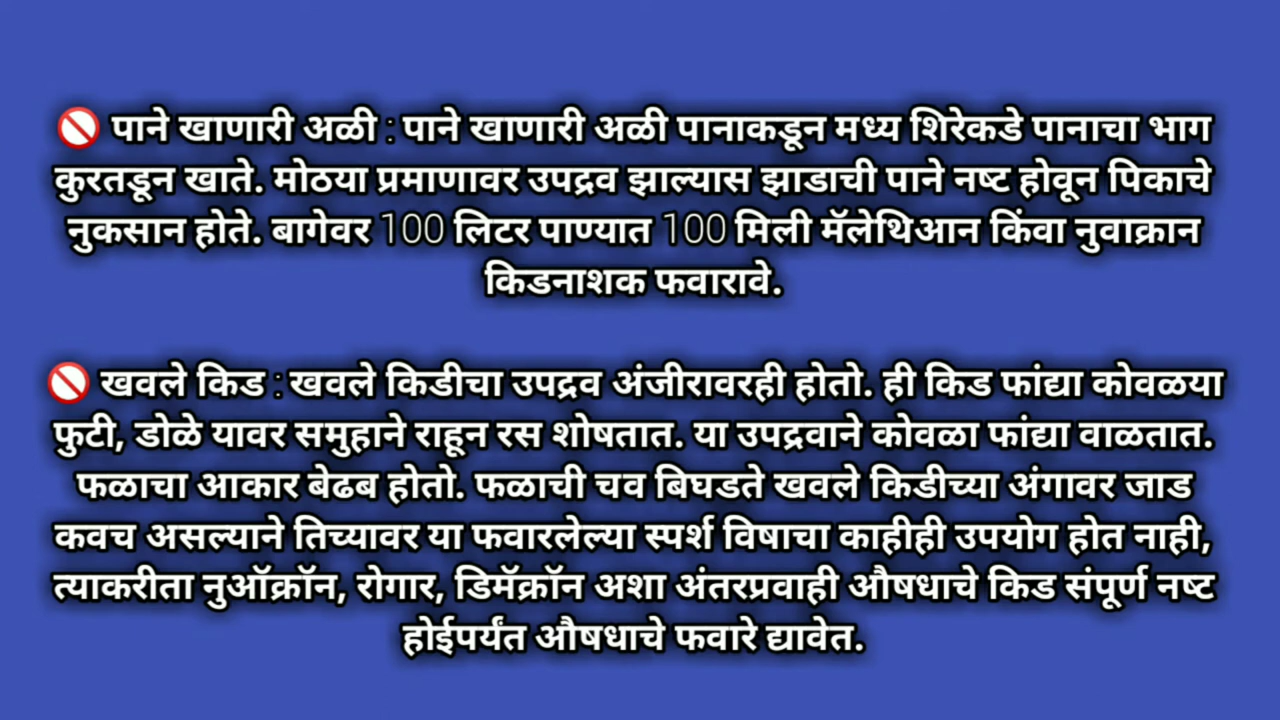 🚫 पाने खाणारी अळी : पाने खाणारी अळी पानाकडून मध्य शिरेकडे पानाचा भाग
कुरतडून खाते. मोठया प्रमाणावर उपद्रव झाल्यास झाडाची पाने नष्ट होवून पिकाचे
नुकसान होते. बागेवर 100 लिटर पाण्यात 100 मिली मॅलेथिआन किंवा नुवाक्रान
किडनाशक फवारावे.
🚫 खवले किड : खवले किडीचा उपद्रव अंजीरावरही होतो. ही किड फांद्या कोवळया
फुटी, डोळे यावर समुहाने राहून रस शोषतात. या उपद्रवाने कोवळा फांद्या वाळतात.
फळाचा आकार बेढब होतो. फळाची चव बिघडते खवले किडीच्या अंगावर जाड
कवच असल्याने तिच्यावर या फवारलेल्या स्पर्श विषाचा काहीही उपयोग होत नाही,
त्याकरीता नुऑक्रॉन, रोगार, डिमॅक्रॉन अशा अंतरप्रवाही औषधाचे किड संपूर्ण नष्ट
होईपर्यंत औषधाचे फवारे द्यावेत.